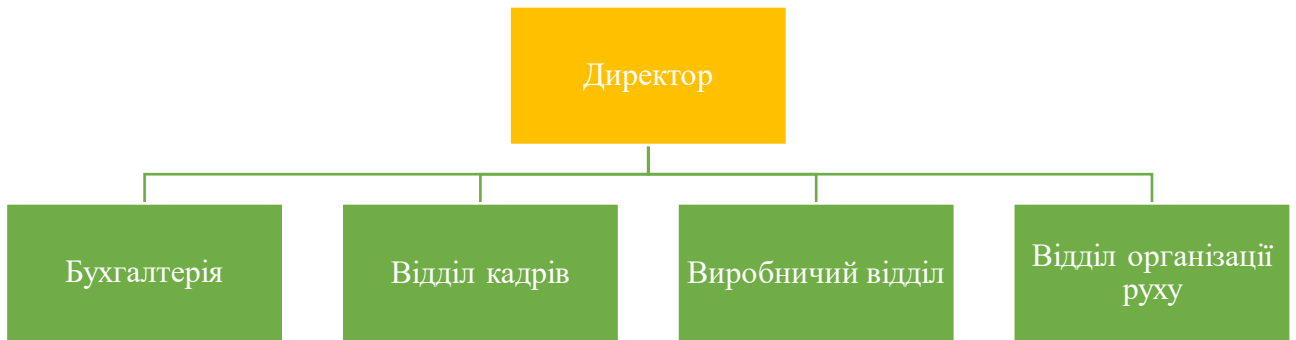 Директор
Бухгалтерія
Відділ кадрів
Виробничий відділ
Відділ організації
руху